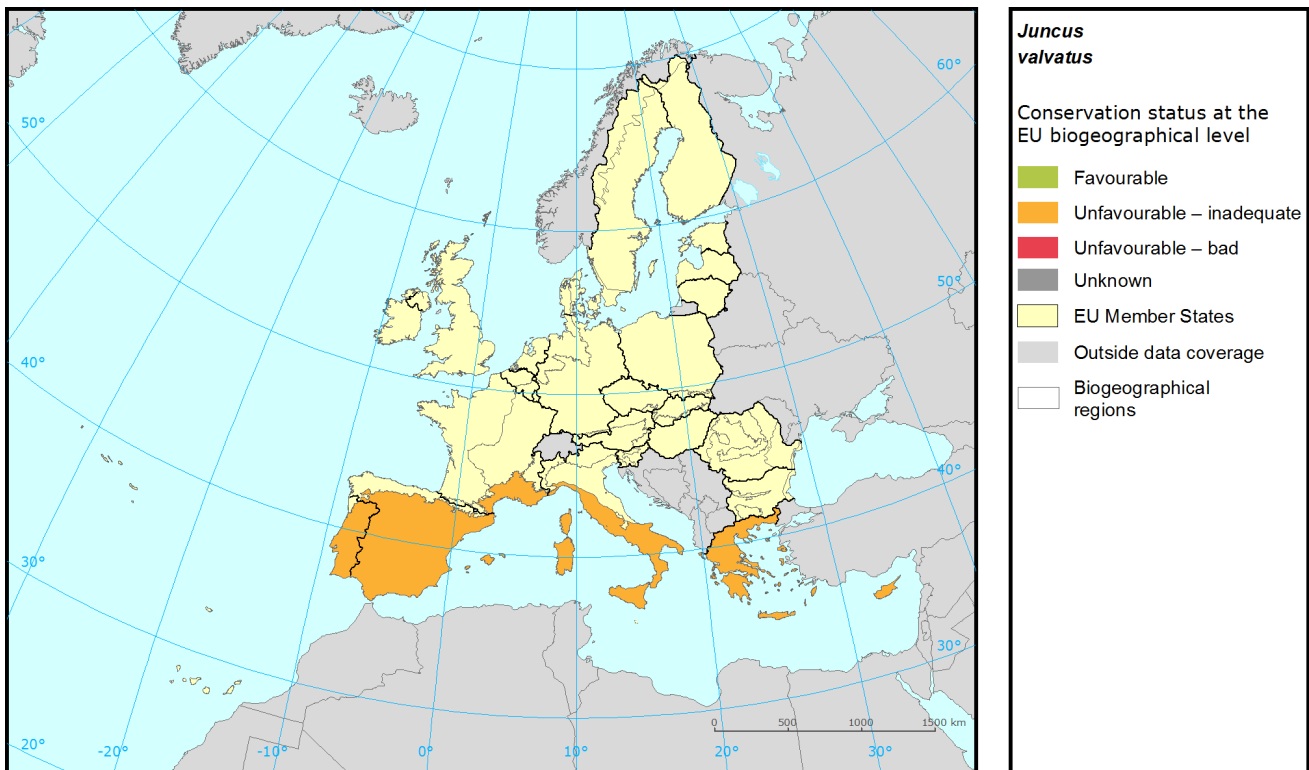 Juncus
valvatus
Conservation status at the
EU biogeographical level
Favourable
Unfavourable – inadequate
Unfavourable – bad
Unknown
EU Member States
Outside data coverage
Biogeographical
regions
60°
50°
50°
40°
40°
30°
30°
20°
-20°
-10°
0°
10°
20°
30°
0 500 1000 1500 km